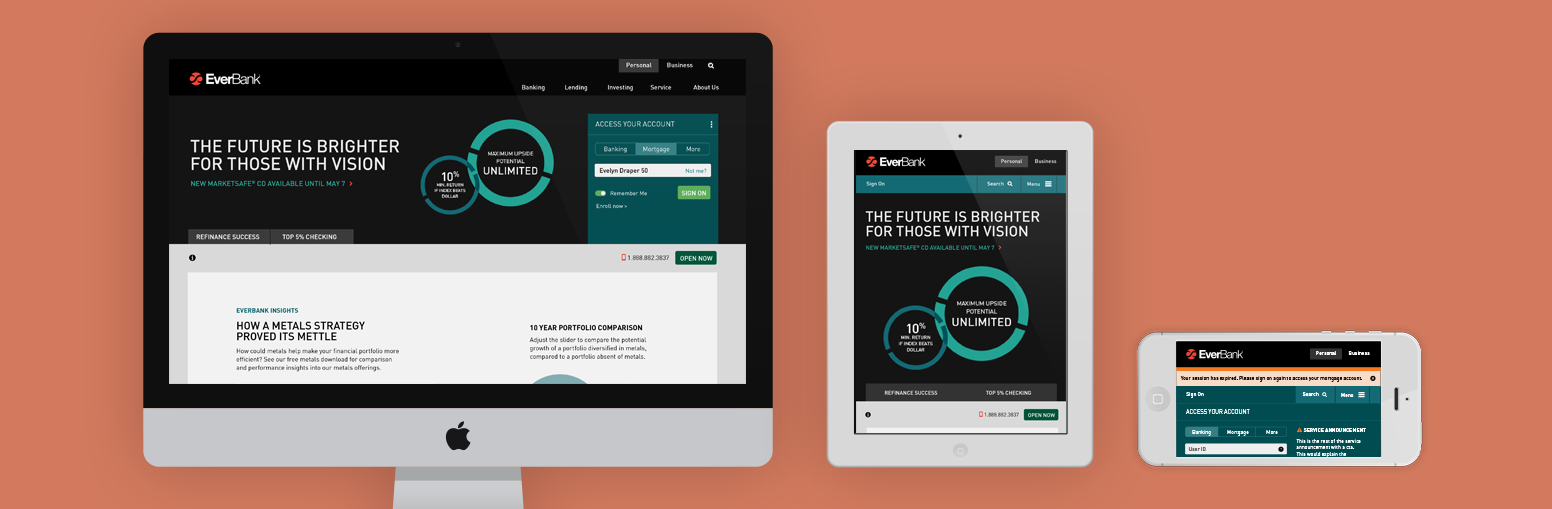 EverBank
Personal Business
Banking Lending Investing Service About Us
THE FUTURE IS BRIGHTER
FOR THOSE WITH VISION
NEW MARKETSAFE® CD AVAILABLE UNTIL MAY 7 >
10%
MIN. RETURN
IF INDEX BEATS
DOLLAR
MAXIMUM UPSIDE
POTENTIAL
UNLIMITED
ACCESS YOUR ACCOUNT
Banking Mortgage More
Evelyn Draper 50 Not me?
Remember Me SIGN ON
Enroll now >
REFINANCE SUCCESS TOP 5% CHECKING
1.888.882.3837 OPEN NOW
EVERBANK INSIGHTS
HOW A METALS STRATEGY
PROVED ITS METTLE
How could metals help make your financial portfolio more
efficient? See our free metals download for comparison
and performance insights into our metals offerings.
10 YEAR PORTFOLIO COMPARISON
Adjust the slider to compare the potential
growth of a portfolio diversified in metals,
compared to a portfolio absent of metals.
EverBank
Personal Business
Sign On Search Menu
THE FUTURE IS BRIGHTER
FOR THOSE WITH VISION
NEW MARKETSAFE® CD AVAILABLE UNTIL MAY 7 >
10%
MIN. RETURN
IF INDEX BEATS
DOLLAR
MAXIMUM UPSIDE
POTENTIAL
UNLIMITED
REFINANCE SUCCESS TOP 5% CHECKING
1.888.882.3837 OPEN NOW
EverBank
Personal Business
Your session has expired. Please sign on again to access your mortgage account.
Sign On Search Menu
ACCESS YOUR ACCOUNT
Banking Mortgage More
User ID
SERVICE ANNOUNCEMENT
This is the rest of the service
announcement with a cta.
This would explain the